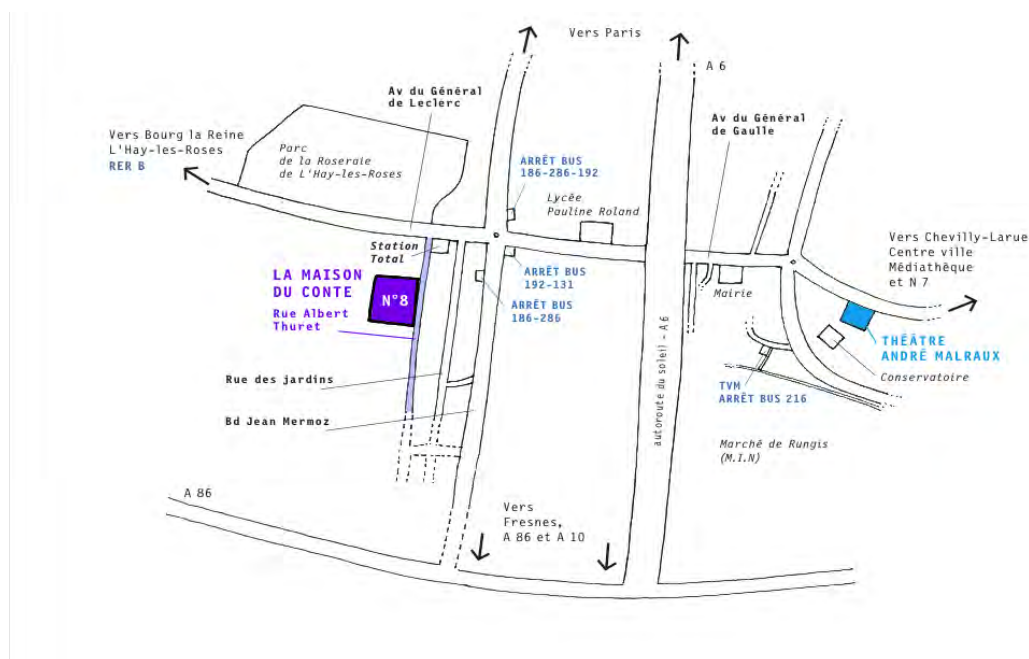 Vers Paris
A 6
Av du Général
de Leclerc
Av du Général
de Gaulle
Vers Bourg la Reine
L'Hay-les-Roses
RER B
Parc
de la Roseraie
de L'Hay-les-Roses
ARRÊT BUS
186-286-192
Lycée
Pauline Roland
Station
Total
Vers Chevilly-Larue
Centre ville
Médiathèque
et N 7
LA MAISON
DU CONTE
N°8
Rue Albert
Thuret
ARRÊT BUS
192-131
ARRÊT BUS
186-286
Mairie
THÉÂTRE
ANDRÉ MALRAUX
Conservatoire
autoroute du soleil - A 6
TVM
ARRÊT BUS 216
Rue des jardins
Bd Jean Mermoz
Marché de Rungis
(M.I.N)
A 86
Vers
Fresnes,
A 86 et A 10